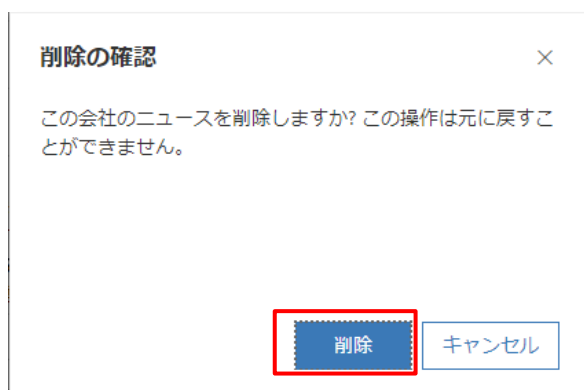 削除の確認
この会社のニュースを削除しますか? この操作は元に戻すこ
とができません。
削除
キャンセル